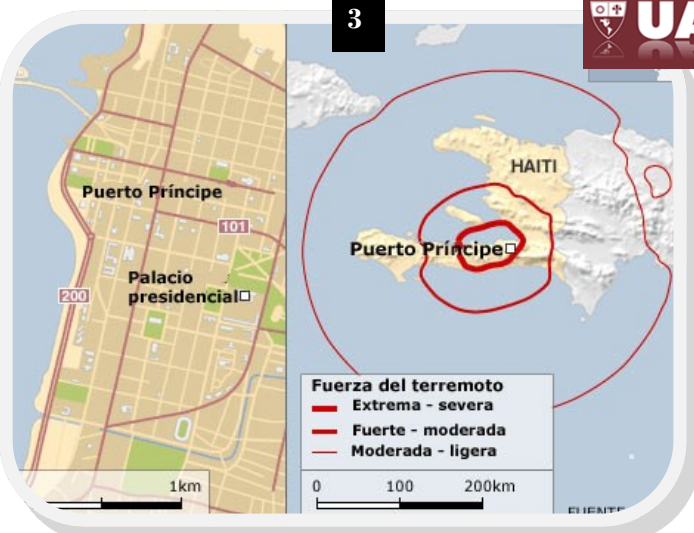 3
UA
Puerto Príncipe
101
Palacio
presidencial
200
1km
HAITI
Puerto Príncipe
Fuerza del terremoto
Extrema - severa
Fuerte - moderada
Moderada - ligera
0 100 200km
FUENTE